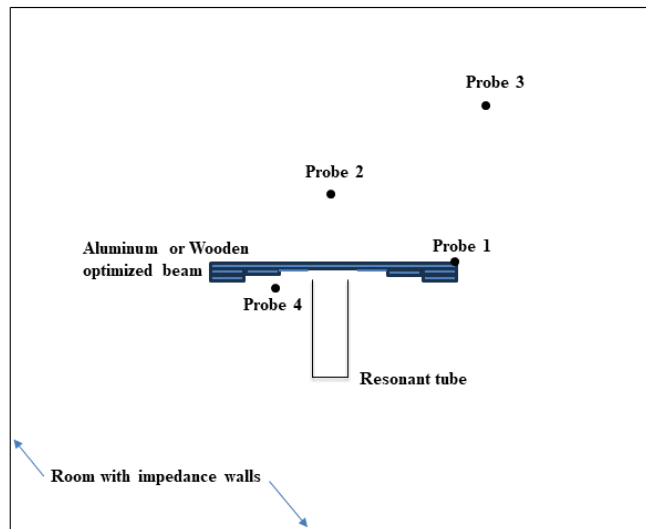 Probe 3
Probe 2
Aluminum or Wooden
optimized beam
Probe 1
Probe 4
Resonant tube
Room with impedance walls